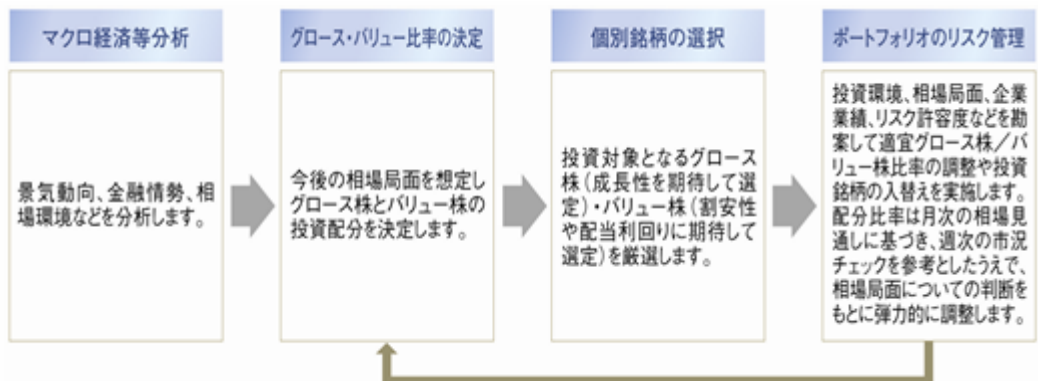 マクロ経済等分析
景気動向、金融情勢、相
場環境などを分析します。
グロース・バリュー比率の決定
今後の相場局面を想定し
グロース株とバリュー株の
投資配分を決定します。
個別銘柄の選択
投資対象となるグロース
株(成長性を期待して選
定)・バリュー株(割安性
や配当利回りに期待して
選定)を厳選します。
ポートフォリオのリスク管理
投資環境、相場局面、企業
業績、リスク許容度などを勘
案して適宜グロース株/バ
リュー株比率の調整や投資
銘柄の入替えを実施します。
配分比率は月次の相場見
通しに基づき、週次の市況
チェックを参考としたうえで、
相場局面についての判断を
もとに弾力的に調整します。